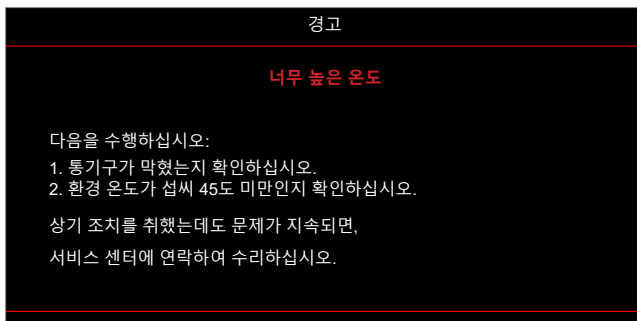 경고
너무 높은 온도
다음을 수행하십시오:
1. 통기구가 막혔는지 확인하십시오.
2. 환경 온도가 섭씨 45도 미만인지 확인하십시오.
상기 조치를 취했는데도 문제가 지속되면,
서비스 센터에 연락하여 수리하십시오.